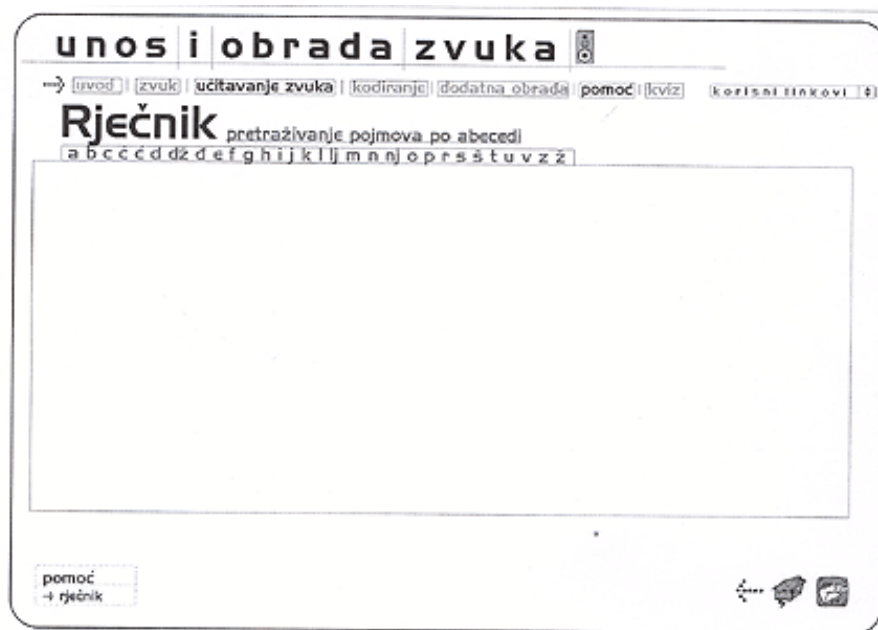 unos i obrada zvuka
uvod | zvuk | učitavanje zvuka | kodiranje | dodatna obrada | pomoć | kviz korisni linkovi
Rječnik pretraživanje pojmova po abecedi
a b c č ć d dž đ e f g h i j k l lj m n nj o p r s š t u v z ž
pomoć
→ rječnik